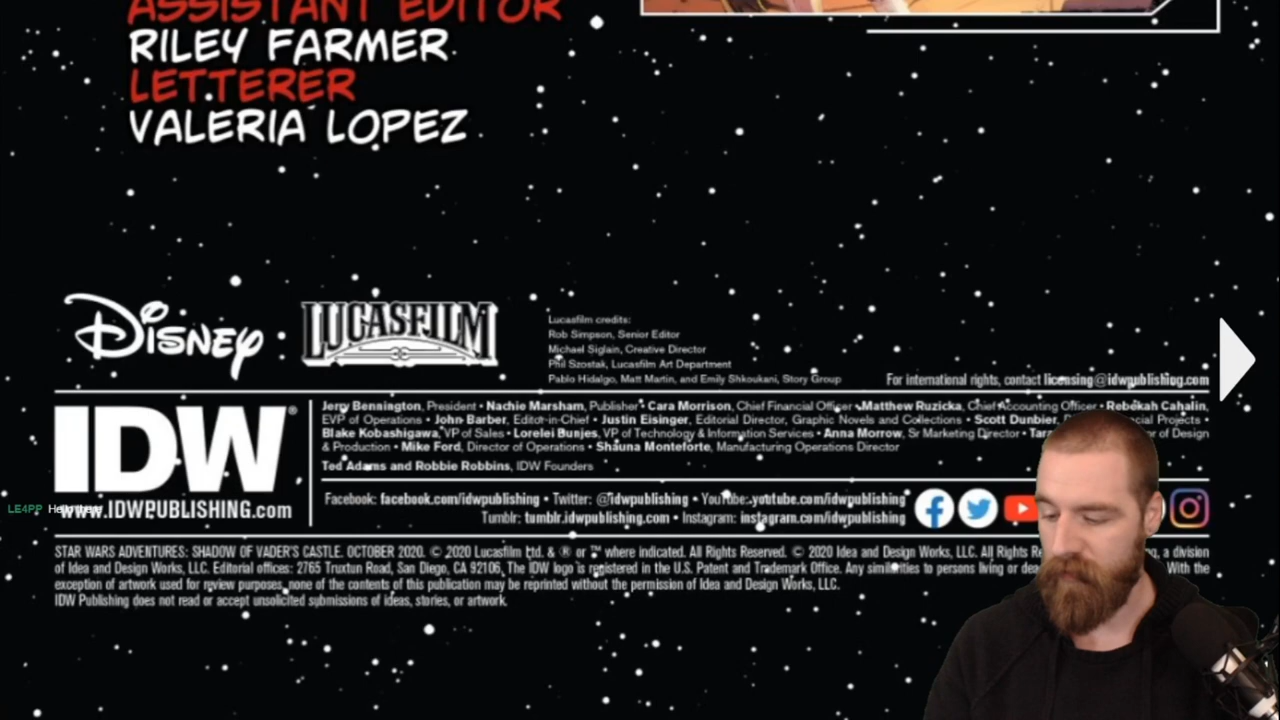 ASSISTANT EDITOR
RILEY FARMER
LETTERER
VALERIA LOPEZ
Disney
LUCASFILM
Lucasfilm credits:
Rob Simpson, Senior Editor
Michael Siglain, Creative Director
Phil Szostak, Lucasfilm Art Department
Pablo Hidalgo, Matt Martin, and Emily Shkoukani, Story Group
For international rights, contact licensing@idwpublishing.com
IDW®
www.IDWPUBLISHING.com
LE4PP
Jerry Bennington, President • Nachie Marsham, Publisher • Cara Morrison, Chief Financial Officer • Matthew Ruzicka, Chief Accounting Officer • Rebekah Cahalin,
EVP of Operations • John Barber, Editor-in-Chief • Justin Eisinger, Editorial Director, Graphic Novels and Collections • Scott Dunbier, cial Projects •
Blake Kobashigawa, VP of Sales • Lorelei Bunjes, VP of Technology & Information Services • Anna Morrow, Sr Marketing Director • of Design
& Production • Mike Ford, Director of Operations • Shauna Monteforte, Manufacturing Operations Director
Ted Adams and Robbie Robbins, IDW Founders
Facebook: facebook.com/idwpublishing • Twitter: @idwpublishing • YouTube: youtube.com/idwpublishing
Tumblr: tumblr.idwpublishing.com • Instagram: instagram.com/idwpublishing
STAR WARS ADVENTURES: SHADOW OF VADER'S CASTLE. OCTOBER 2020. © 2020 Lucasfilm Ltd. & ® or ™ where indicated. All Rights Reserved. © 2020 Idea and Design Works, LLC. All Rights a division
of Idea and Design Works, LLC. Editorial offices: 2765 Truxtun Road, San Diego, CA 92106. The IDW logo is registered in the U.S. Patent and Trademark Office. Any similarities to persons living or With the
exception of artwork used for review purposes, none of the contents of this publication may be reprinted without the permission of Idea and Design Works, LLC.
IDW Publishing does not read or accept unsolicited submissions of ideas, stories, or artwork.